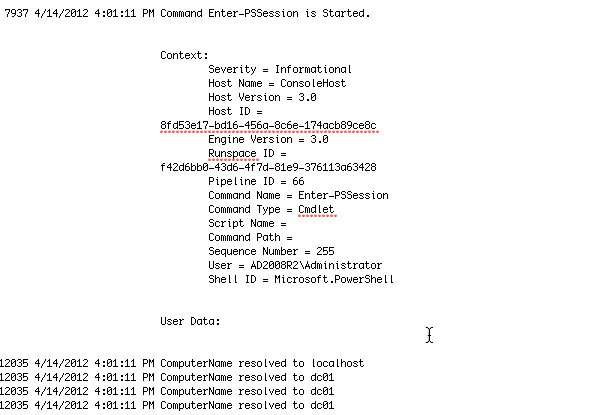 7937 4/14/2012 4:01:11 PM Command Enter-PSSession is Started.
Context:
Severity = Informational
Host Name = ConsoleHost
Host Version = 3.0
Host ID =
8fd53e17-bd16-456a-8c6e-174acb89ce8c
Engine Version = 3.0
Runspace ID =
f42d6bb0-43d6-4f7d-81e9-376113a63428
Pipeline ID = 66
Command Name = Enter-PSSession
Command Type = Cmdlet
Script Name =
Command Path =
Sequence Number = 255
User = AD2008R2\Administrator
Shell ID = Microsoft.PowerShell
User Data:
12035 4/14/2012 4:01:11 PM ComputerName resolved to localhost
12035 4/14/2012 4:01:11 PM ComputerName resolved to dc01
12035 4/14/2012 4:01:11 PM ComputerName resolved to dc01
12035 4/14/2012 4:01:11 PM ComputerName resolved to dc01